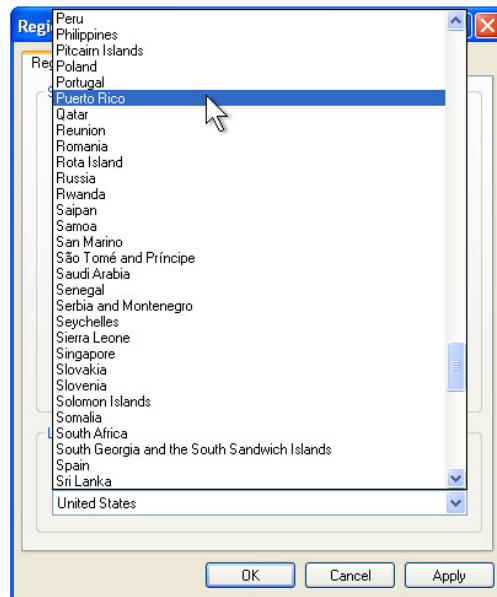 Regi
Reg
Peru
Philippines
Pitcairn Islands
Poland
Portugal
Puerto Rico
Qatar
Reunion
Romania
Rota Island
Russia
Rwanda
Saipan
Samoa
San Marino
São Tomé and Príncipe
Saudi Arabia
Senegal
Serbia and Montenegro
Seychelles
Sierra Leone
Singapore
Slovakia
Slovenia
Solomon Islands
Somalia
South Africa
South Georgia and the South Sandwich Islands
Spain
Sri Lanka
United States
OK Cancel Apply